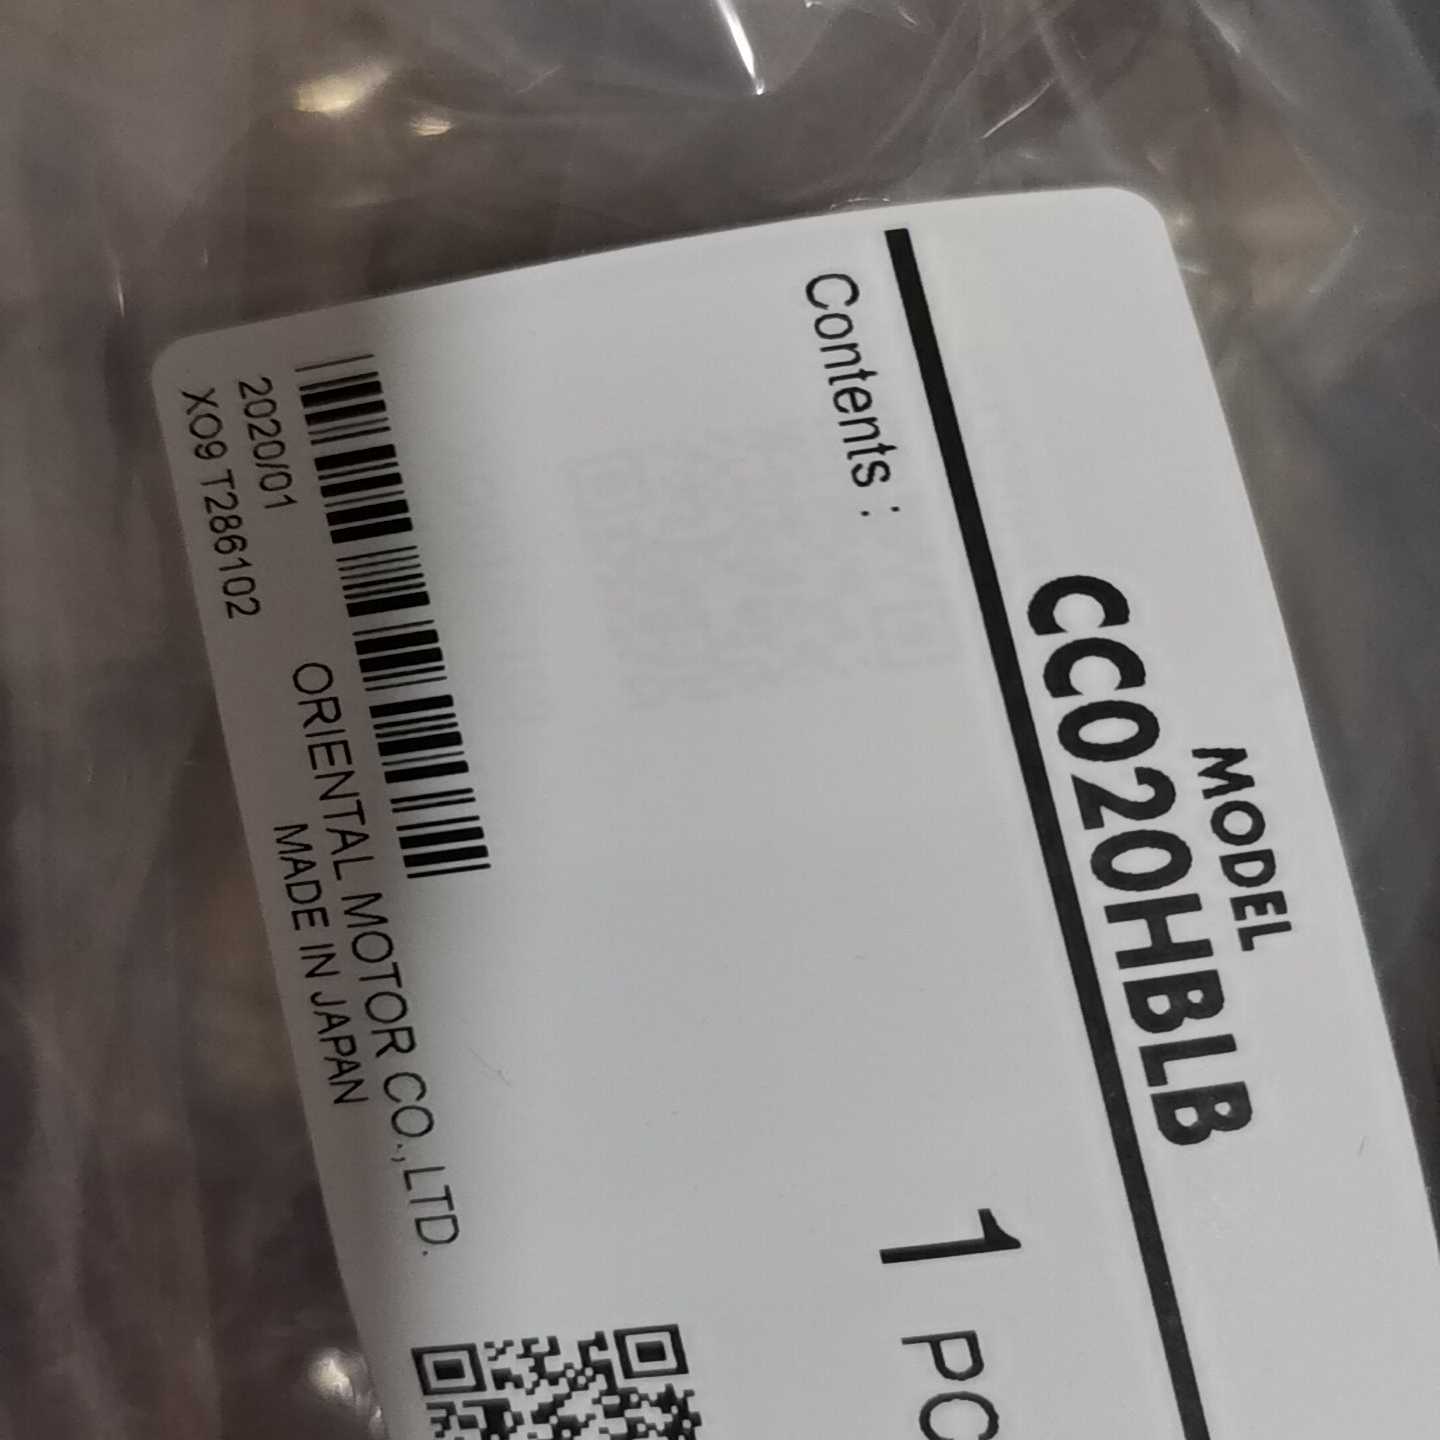 MODEL
CC020HBLB
Contents :
1 PC
2020/01
XO9 T286102
ORIENTAL MOTOR CO.,LTD.
MADE IN JAPAN